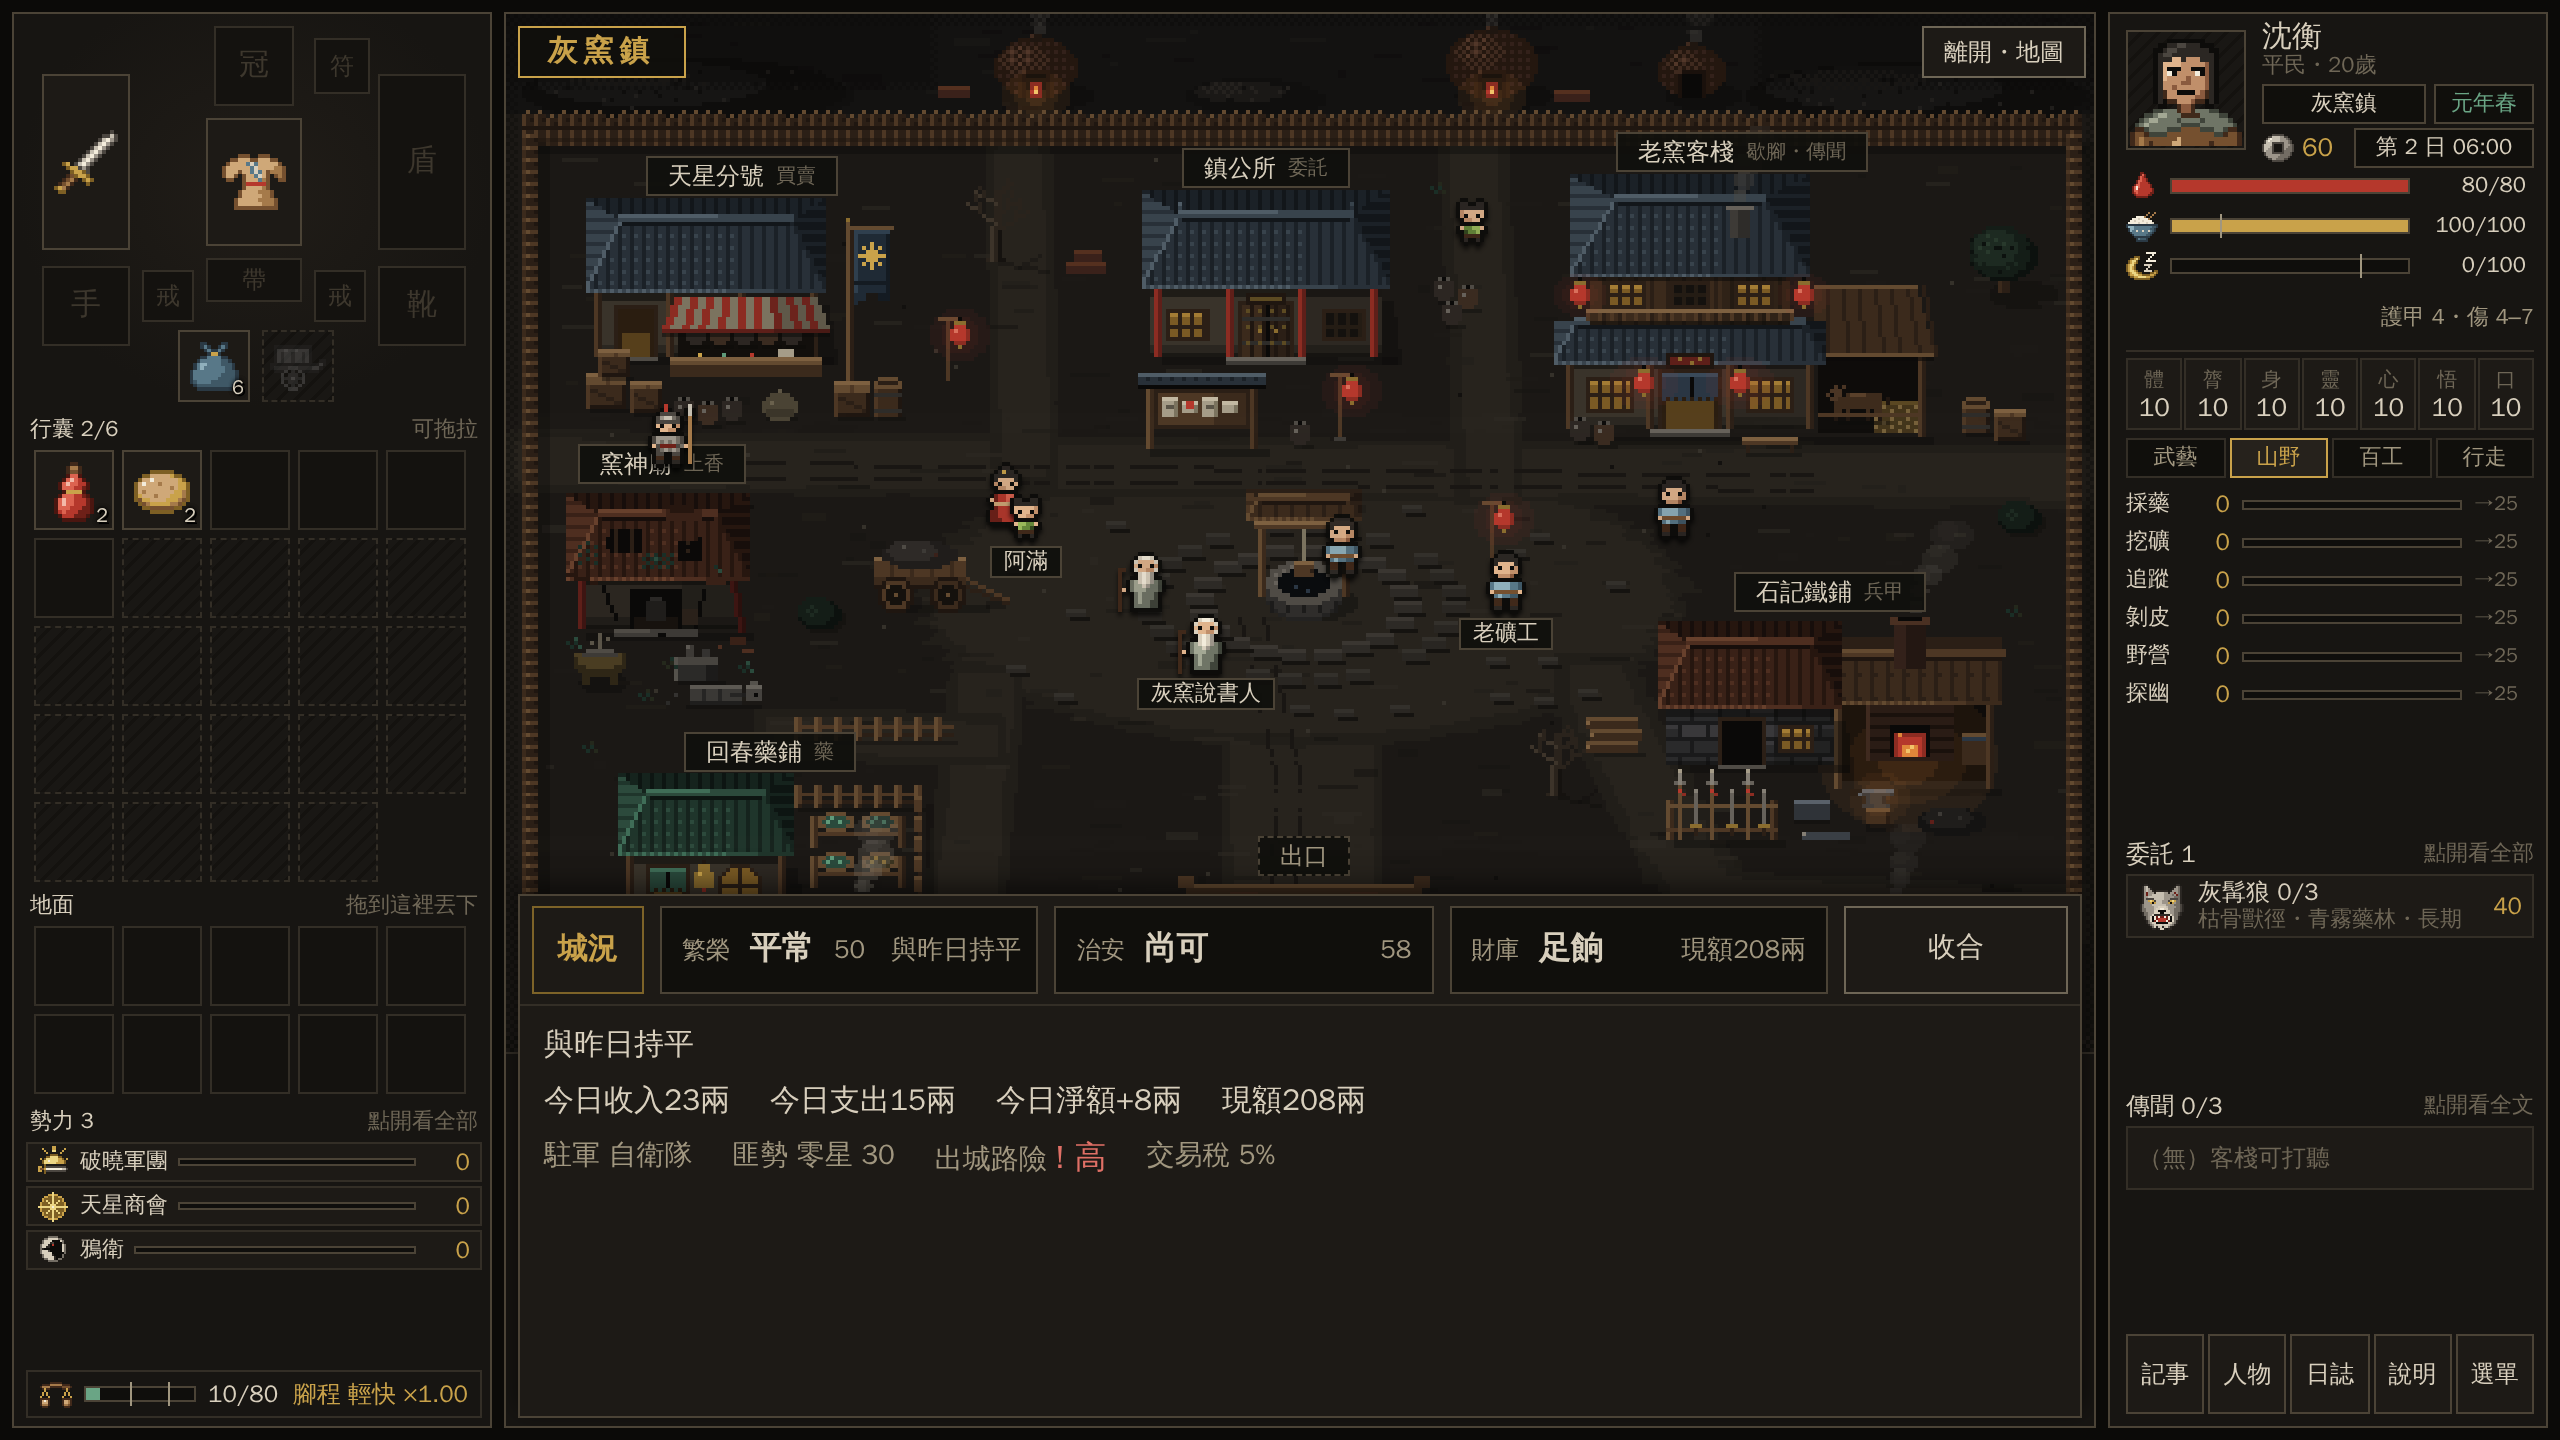 冠
符
盾
手
戒
帶
戒
靴
6
行囊 2/6 可拖拉
2
2
地面 拖到這裡丟下
勢力 3 點開看全部
破曉軍團 0
天星商會 0
鴉衛 0
10/80 腳程 輕快 ×1.00
灰窯鎮
離開・地圖
天星分號 買賣
鎮公所 委託
老窯客棧 歇腳・傳聞
窯神 上香
阿滿
老礦工
石記鐵鋪 兵甲
灰窯說書人
回春藥鋪 藥
出口
城況
繁榮 平常 50 與昨日持平
治安 尚可 58
財庫 足餉 現額208兩
收合
與昨日持平
今日收入23兩 今日支出15兩 今日淨額+8兩 現額208兩
駐軍 自衛隊 匪勢 零星 30 出城路險！高 交易稅 5%
沈衡
平民・20歲
灰窯鎮 元年春
60 第 2 日 06:00
80/80
100/100
0/100
護甲 4・傷 4–7
體 膂 身 靈 心 悟 口
10 10 10 10 10 10 10
武藝 山野 百工 行走
採藥 0 →25
挖礦 0 →25
追蹤 0 →25
剝皮 0 →25
野營 0 →25
探幽 0 →25
委託 1 點開看全部
灰髯狼 0/3
枯骨獸徑・青霧藥林・長期 40
傳聞 0/3 點開看全文
（無）客棧可打聽
記事 人物 日誌 說明 選單